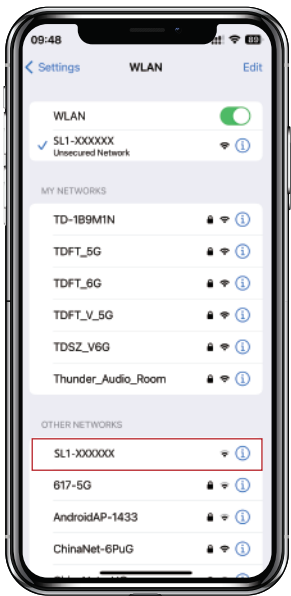 09:48
89
Settings WLAN Edit
WLAN
SL1-XXXXXX
Unsecured Network
MY NETWORKS
TD-1B9M1N
TDFT_5G
TDFT_6G
TDFT_V_5G
TDSZ_V6G
Thunder_Audio_Room
OTHER NETWORKS
SL1-XXXXXX
617-5G
AndroidAP-1433
ChinaNet-6PuG